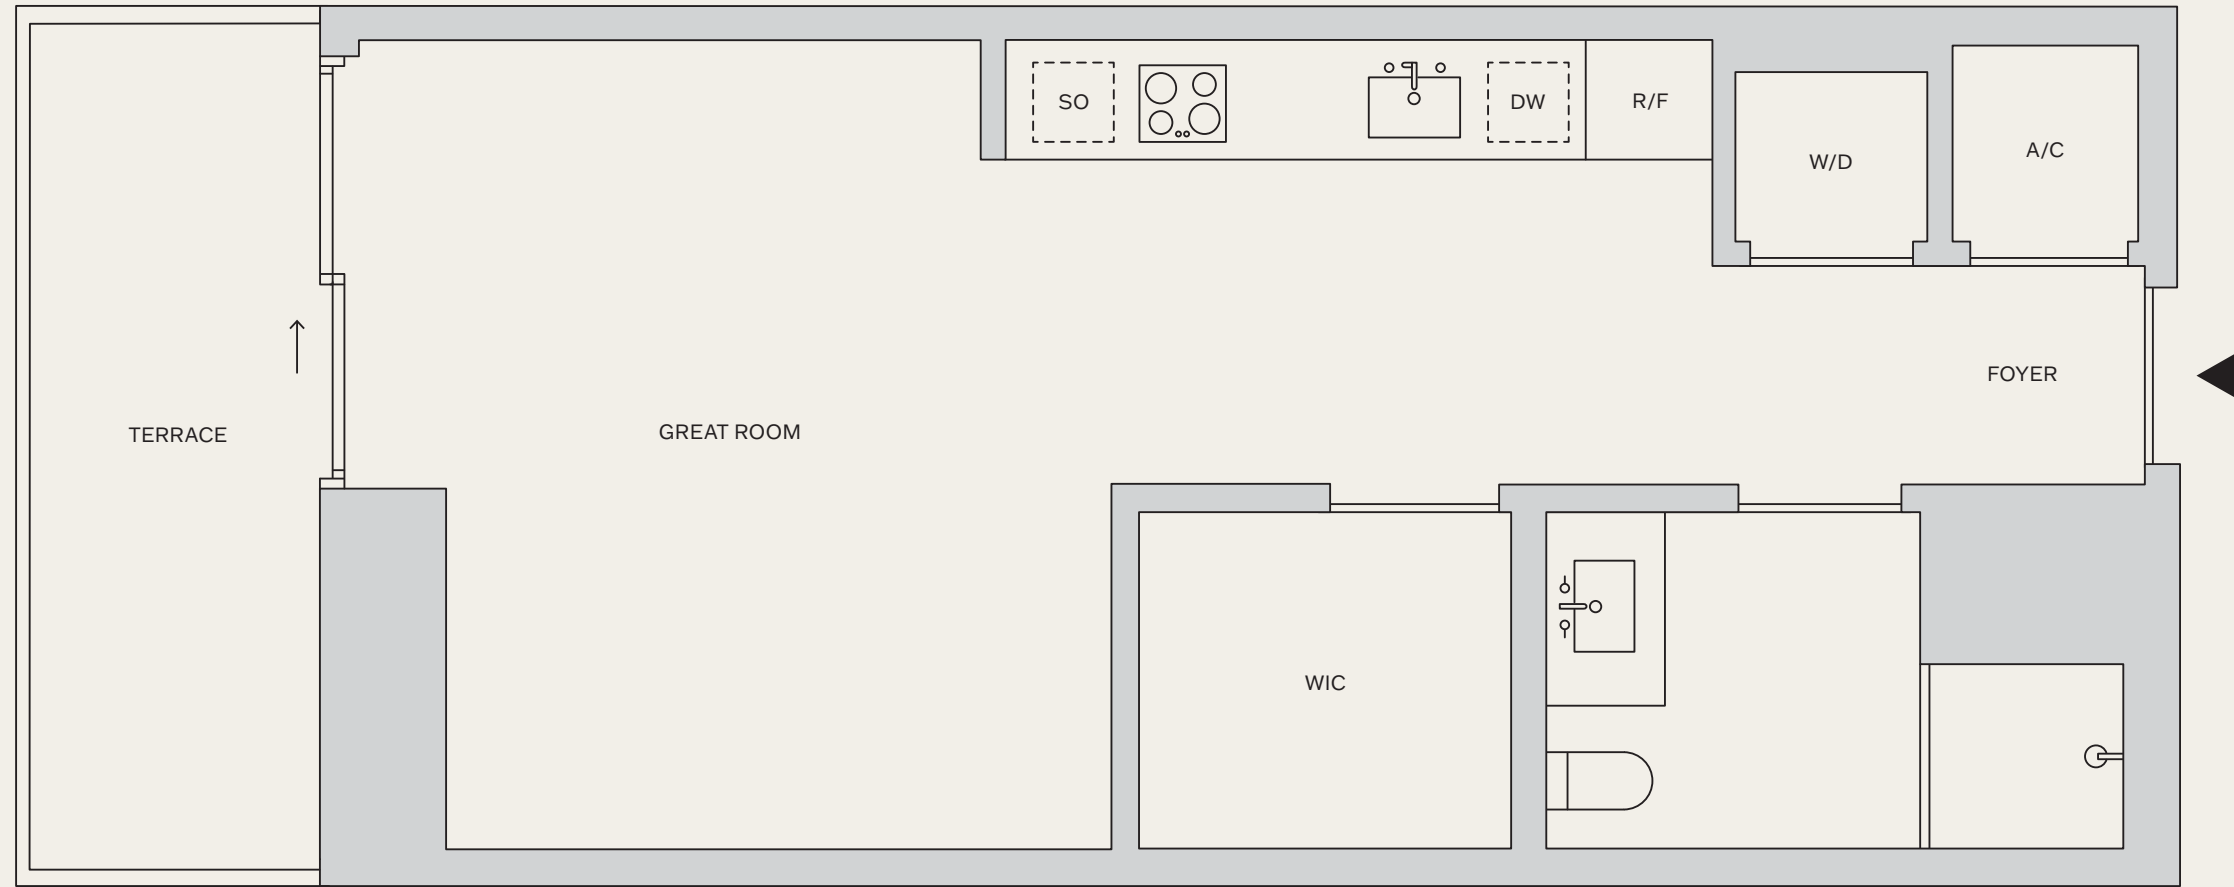 SO
DW
R/F
W/D
A/C
FOYER
TERRACE
GREAT ROOM
WIC